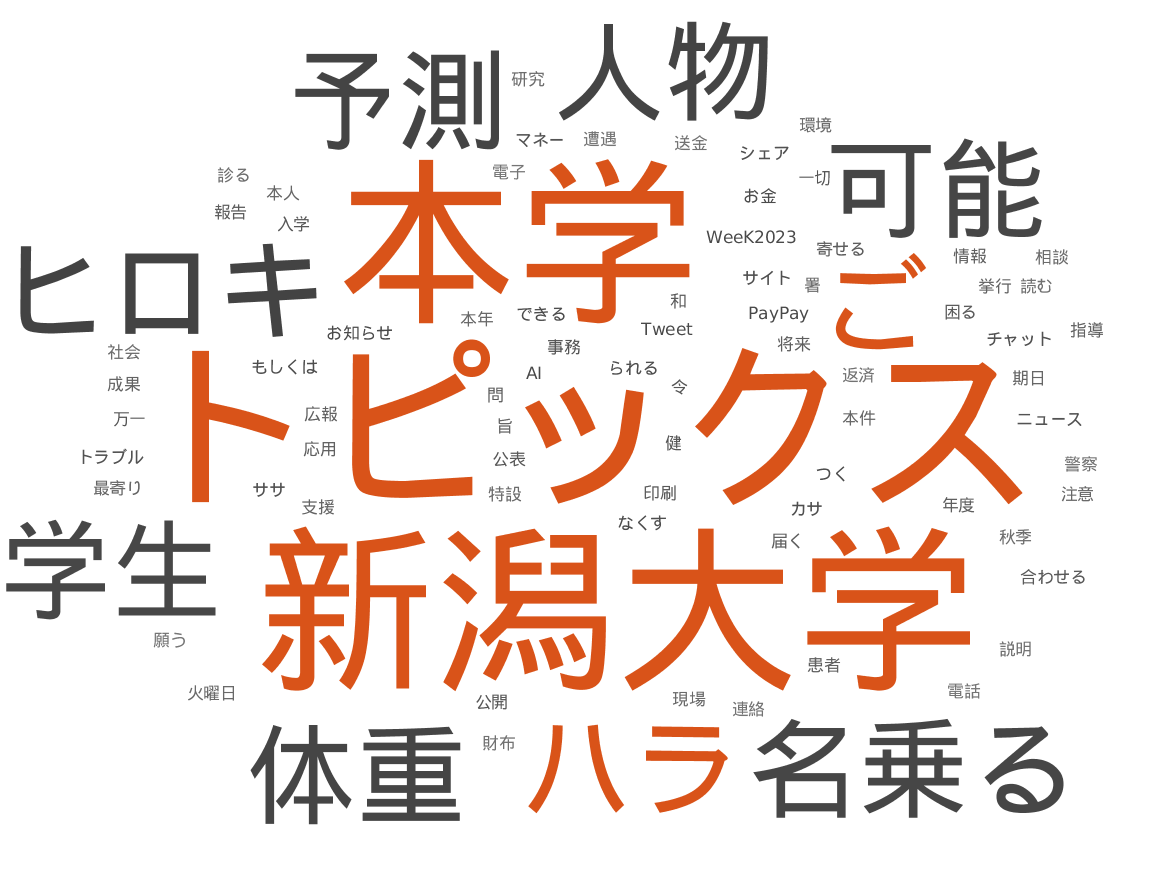 人物
予測
研究
環境
マネー
遭遇
送金
シェア
可能
電子
診る
一切
本人
お金
本学
報告
入学
WeeK2023
寄せる
情報
相談
ヒロキ
サイト
署
ご
挙行
読む
和
できる
PayPay
困る
本年
お知らせ
Tweet
チャット
指導
事務
将来
社会
もしくは
AI
られる
返済
期日
成果
問
令
トピックス
広報
万一
旨
本件
ニュース
健
応用
トラブル
公表
警察
最寄り
ササ
特設
印刷
つく
注意
支援
なくす
カサ
年度
学生
届く
秋季
合わせる
新潟大学
願う
患者
説明
火曜日
公開
現場
連絡
電話
財布
体重
ハラ
名乗る